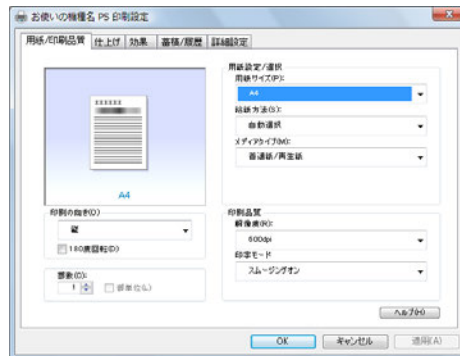 お使いの機種名 PS 印刷設定
用紙/印刷品質 仕上げ 効果 蓄積/履歴 詳細設定
用紙設定/選択
用紙サイズ(P):
A4
給紙方法(S):
自動選択
メディアタイプ(M):
普通紙/再生紙
A4
印刷の向き(O)
縦
180度回転(D)
部数(C):
1 部単位(L)
印刷品質
解像度(R):
600dpi
印字モード
スムージングオン
ヘルプ(H)
OK キャンセル 適用(A)